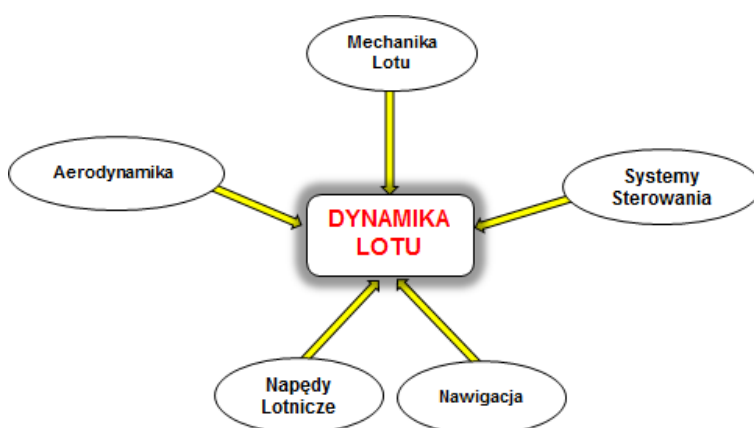 Mechanika
Lotu
Aerodynamika
Systemy
Sterowania
DYNAMIKA
LOTU
Napędy
Lotnicze
Nawigacja